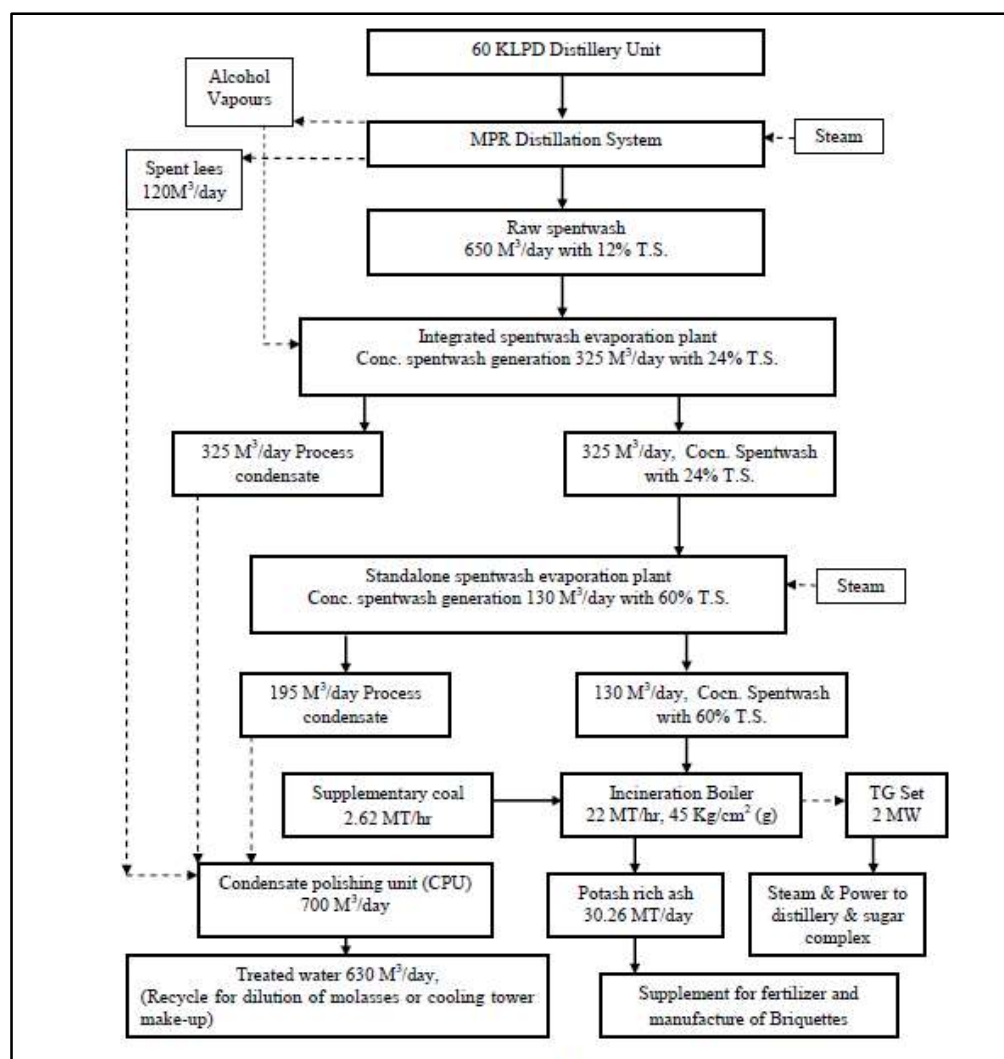 60 KLPD Distillery Unit
Alcohol
Vapours
MPR Distillation System
Steam
Spent lees
120M³/day
Raw spentwash
650 M³/day with 12% T.S.
Integrated spentwash evaporation plant
Conc. spentwash generation 325 M³/day with 24% T.S.
325 M³/day Process
condensate
325 M³/day, Cocn. Spentwash
with 24% T.S.
Standalone spentwash evaporation plant
Conc. spentwash generation 130 M³/day with 60% T.S.
Steam
195 M³/day Process
condensate
130 M³/day, Cocn. Spentwash
with 60% T.S.
Supplementary coal
2.62 MT/hr
Incineration Boiler
22 MT/hr, 45 Kg/cm² (g)
TG Set
2 MW
Condensate polishing unit (CPU)
700 M³/day
Potash rich ash
30.26 MT/day
Steam & Power to
distillery & sugar
complex
Treated water 630 M³/day,
(Recycle for dilution of molasses or cooling tower
make-up)
Supplement for fertilizer and
manufacture of Briquettes